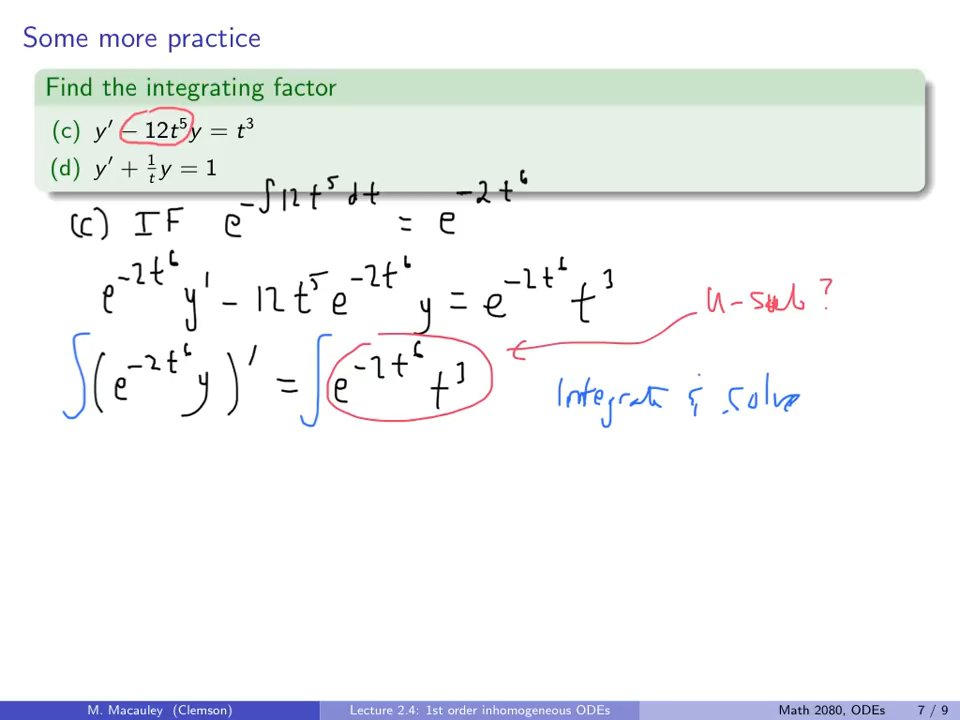 Some more practice
Find the integrating factor
(c) y′ − 12t⁵y = t³
(d) y′ + 1/t y = 1
(c) IF e^{-∫12t⁵dt} = e^{-2t⁶}
e^{-2t⁶}y' - 12t⁵e^{-2t⁶}y = e^{-2t⁶}t³
u-sub?
∫(e^{-2t⁶}y)' = ∫e^{-2t⁶}t³
Integrate & solve
M. Macauley (Clemson) Lecture 2.4: 1st order inhomogeneous ODEs Math 2080, ODEs 7 / 9